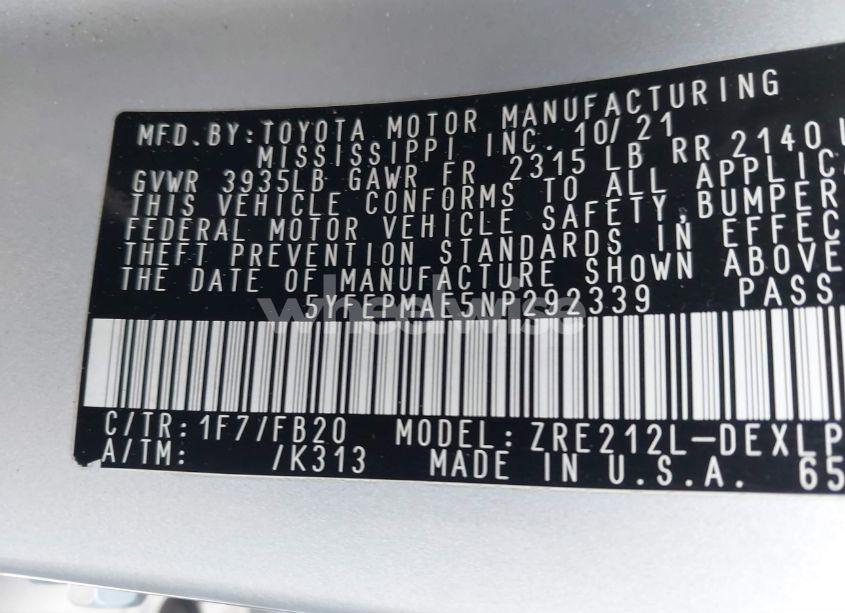 MFD.BY:TOYOTA MOTOR MANUFACTURING
MISSISSIPPI INC. 10/21
GVWR 3935LB GAWR FR 2315 LB RR 2140
THIS VEHICLE CONFORMS TO ALL APPLIC
FEDERAL MOTOR VEHICLE SAFETY,BUMPER
THEFT PREVENTION STANDARDS IN EFFEC
THE DATE OF MANUFACTURE SHOWN ABOVE
PASS
wheelwise
C/TR:1F7/FB20 MODEL:ZRE212L-DEXLP
A/TM: /K313 MADE IN U.S.A. 65